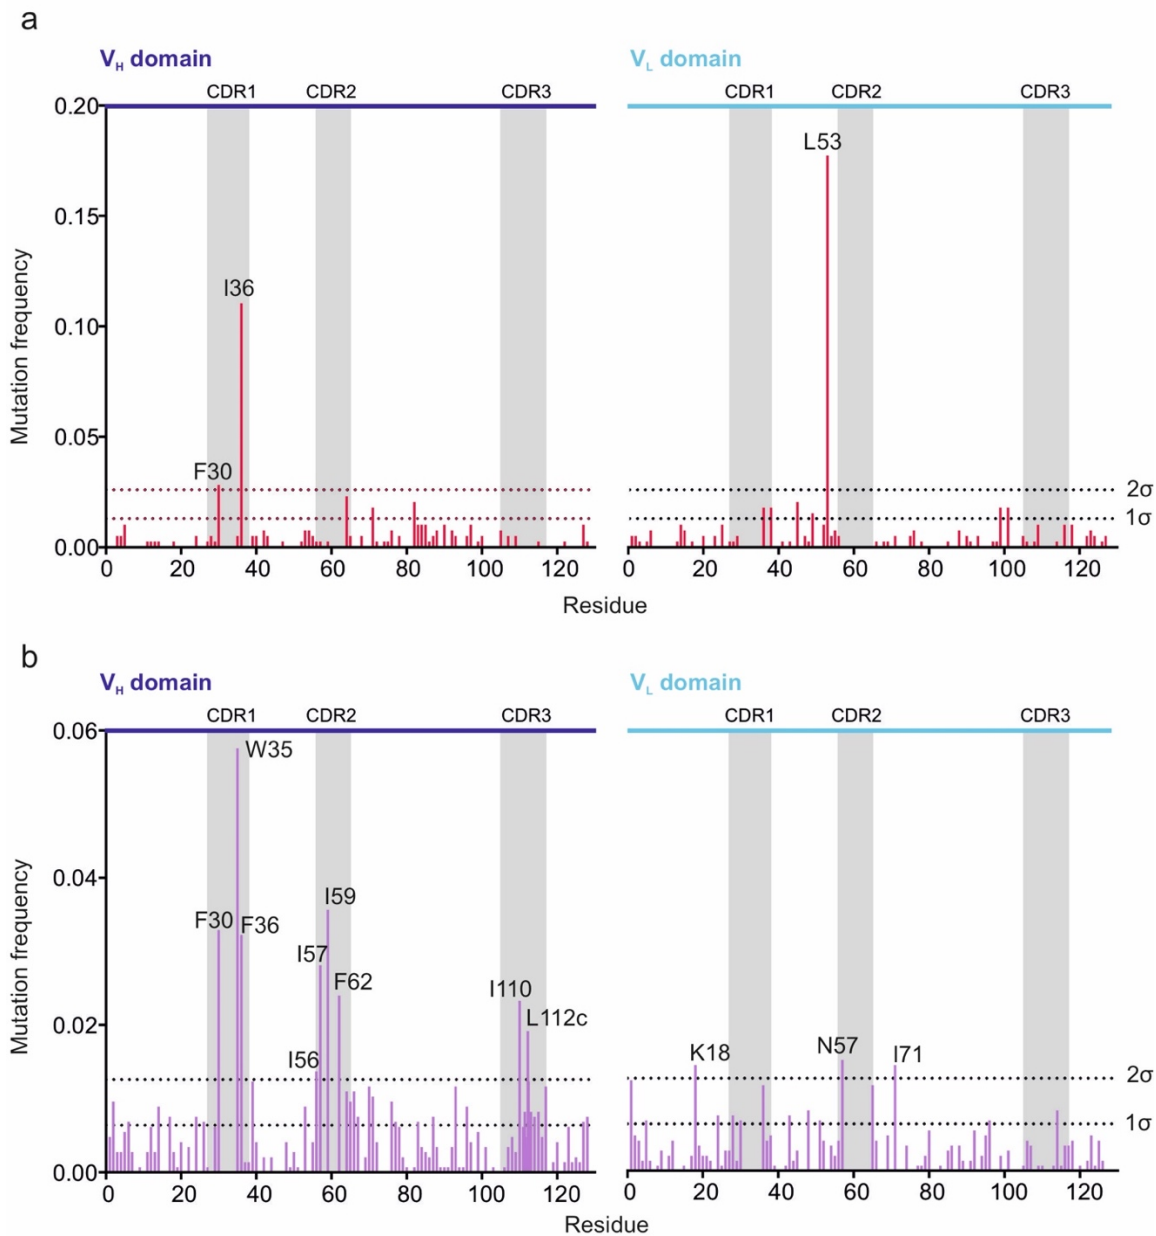 a
V_H domain V_L domain
CDR1 CDR2 CDR3 CDR1 CDR2 CDR3
0.20
L53
0.15
I36
0.10
Mutation frequency
0.05
F30
2σ
1σ
0.00
0 20 40 60 80 100 120 0 20 40 60 80 100 120
Residue
b
V_H domain V_L domain
CDR1 CDR2 CDR3 CDR1 CDR2 CDR3
0.06
W35
0.04
I59
F30 F36
I57
F62
I110
L112c
Mutation frequency
0.02
I56 K18 N57 I71
2σ
1σ
0.00
0 20 40 60 80 100 120 0 20 40 60 80 100 120
Residue